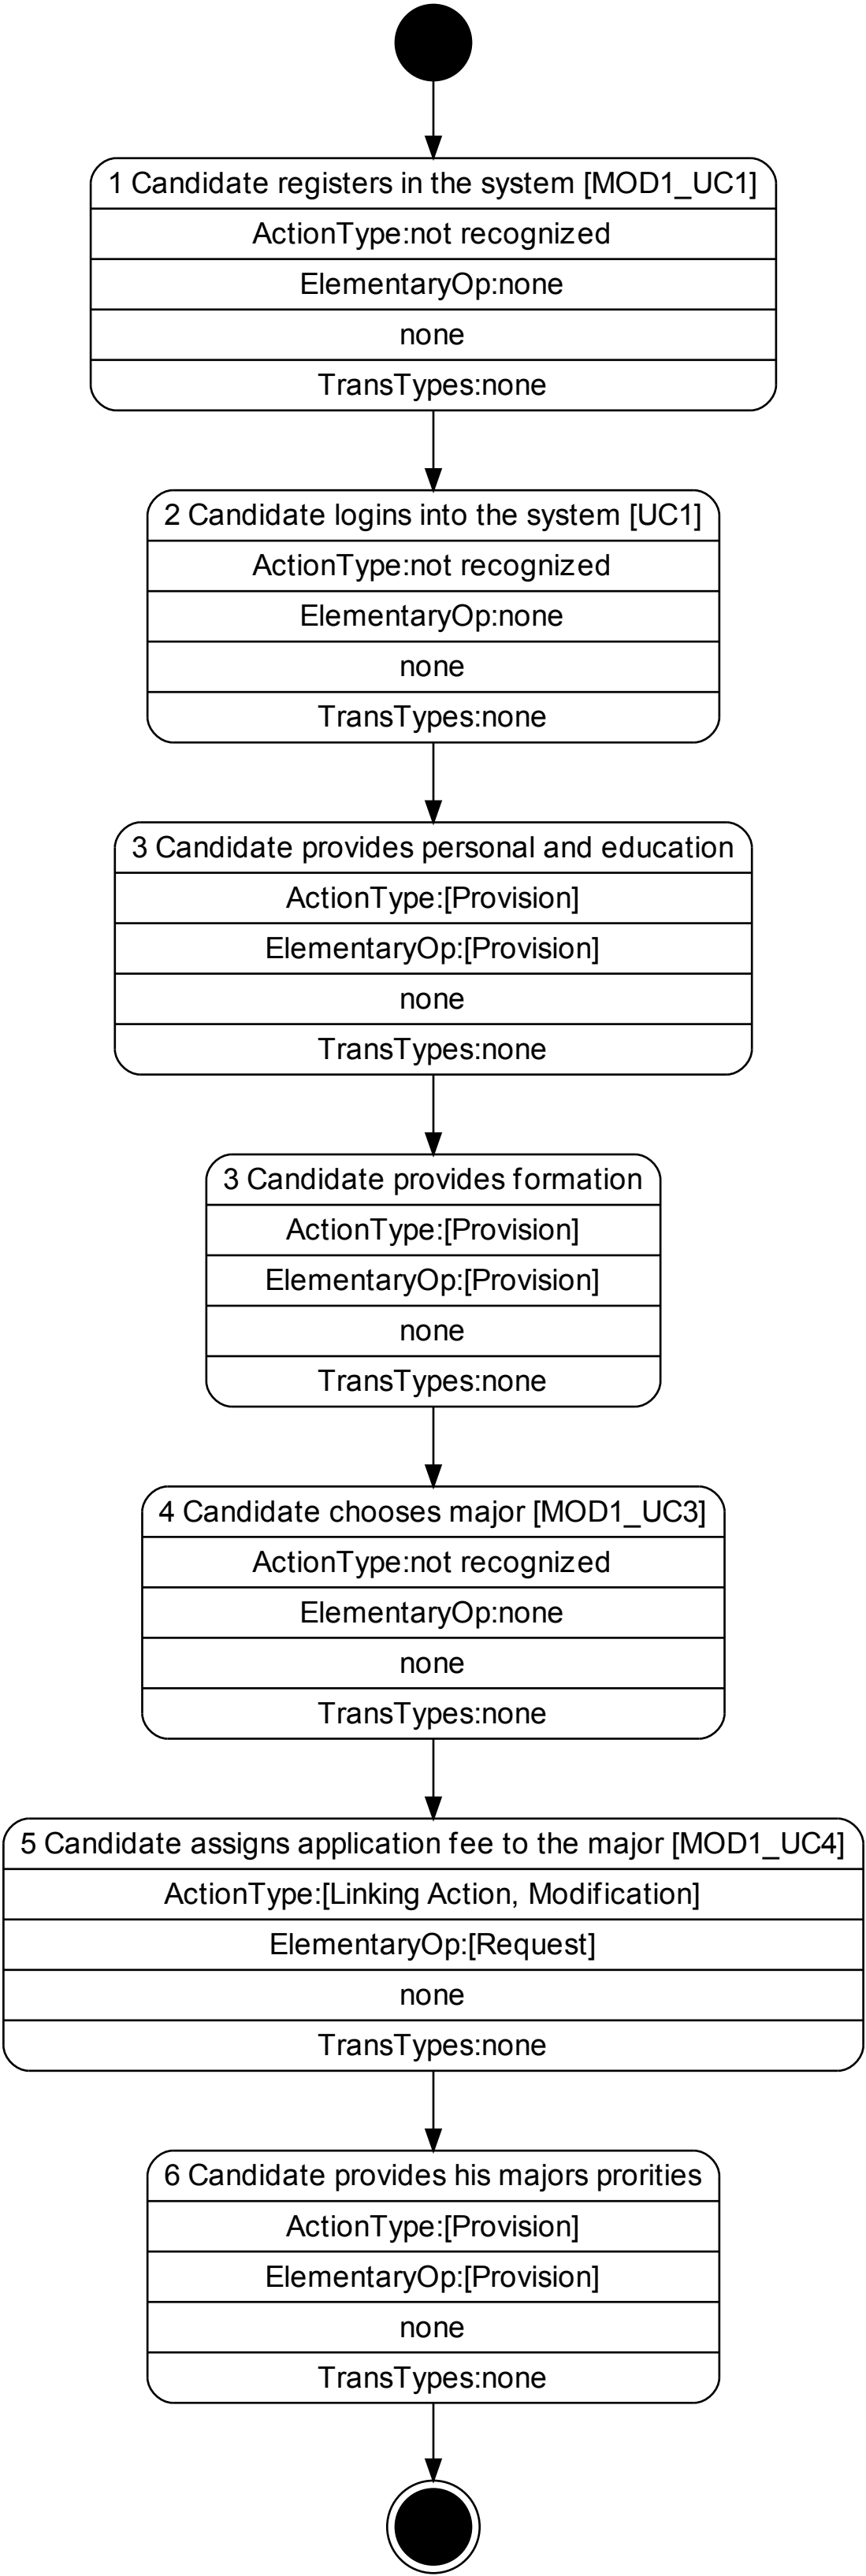 1 Candidate registers in the system [MOD1_UC1]
ActionType:not recognized
ElementaryOp:none
none
TransTypes:none
2 Candidate logins into the system [UC1]
ActionType:not recognized
ElementaryOp:none
none
TransTypes:none
3 Candidate provides personal and education
ActionType:[Provision]
ElementaryOp:[Provision]
none
TransTypes:none
3 Candidate provides formation
ActionType:[Provision]
ElementaryOp:[Provision]
none
TransTypes:none
4 Candidate chooses major [MOD1_UC3]
ActionType:not recognized
ElementaryOp:none
none
TransTypes:none
5 Candidate assigns application fee to the major [MOD1_UC4]
ActionType:[Linking Action, Modification]
ElementaryOp:[Request]
none
TransTypes:none
6 Candidate provides his majors prorities
ActionType:[Provision]
ElementaryOp:[Provision]
none
TransTypes:none